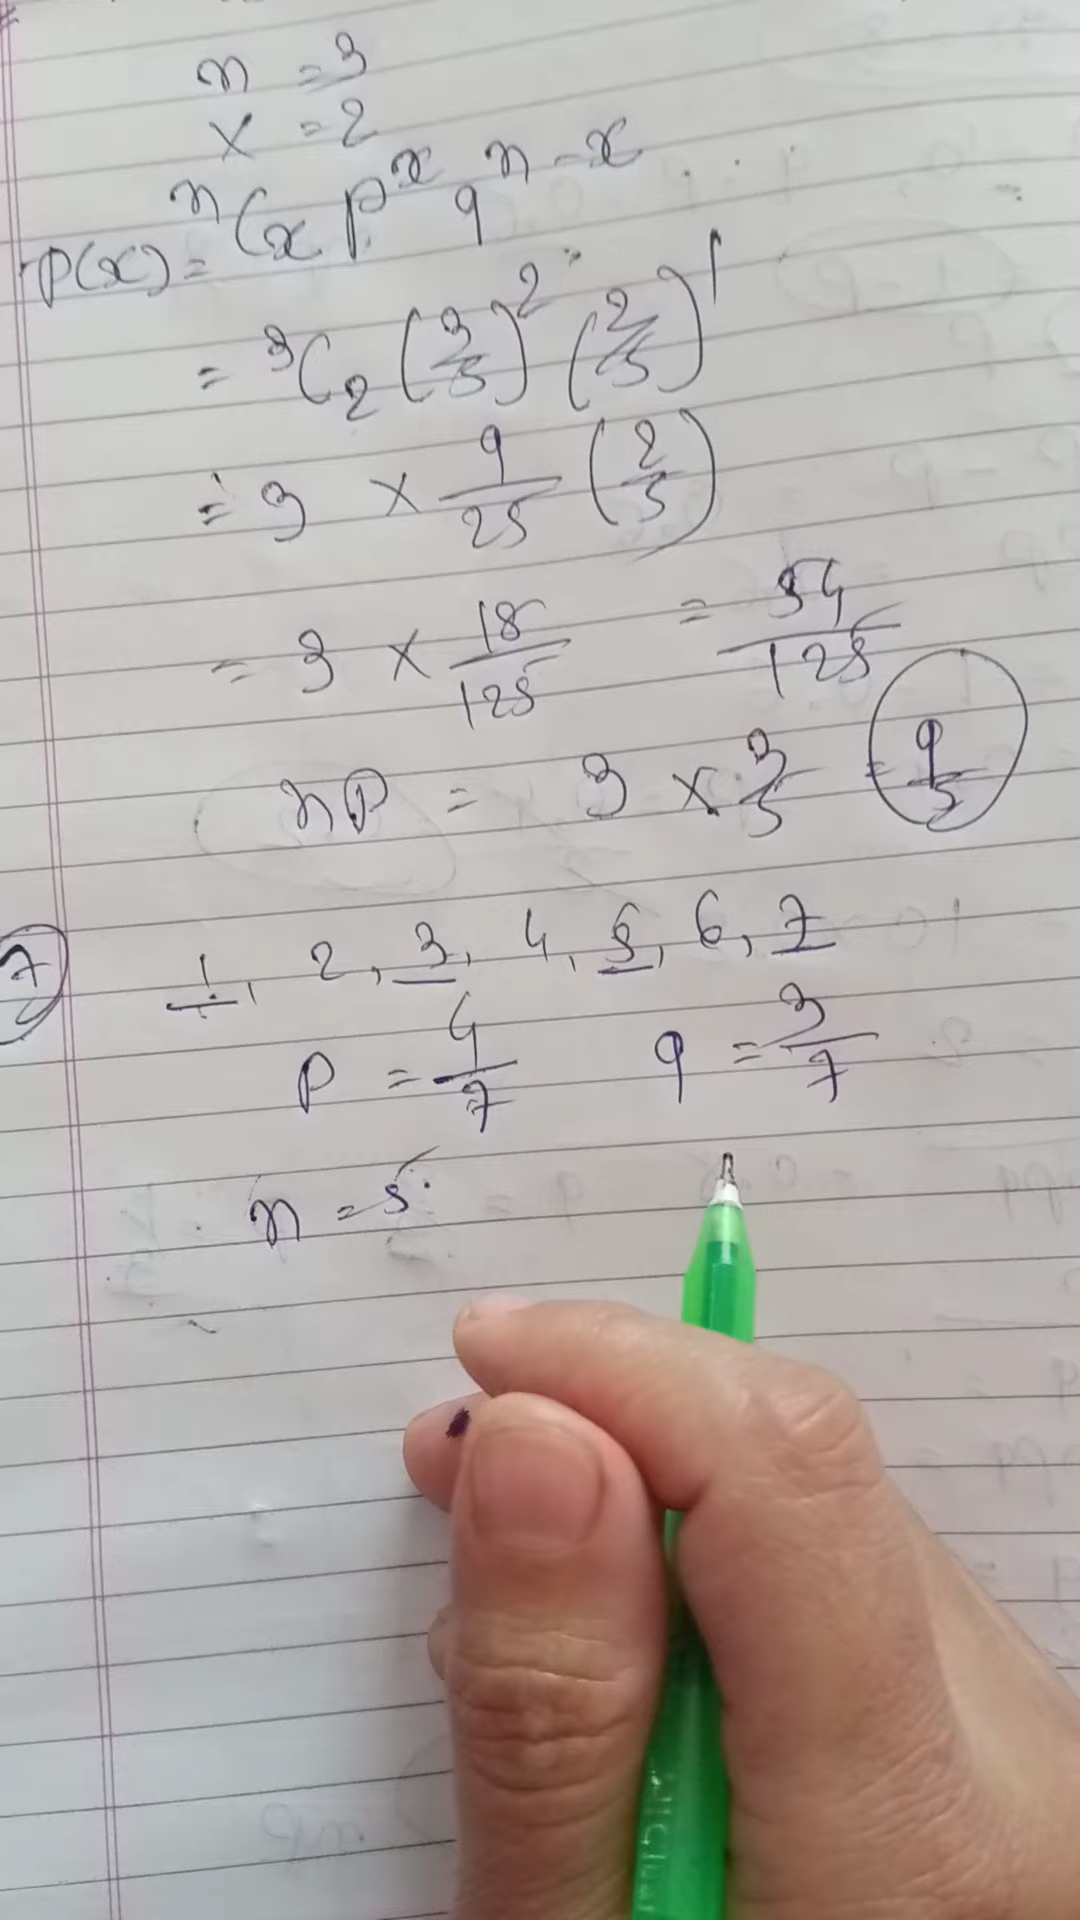 n = 3
x = 2
P(x) = ⁿCₓ pˣ qⁿ⁻ˣ
= ³C₂ (3/5)² (2/5)¹
= 3 × 9/25 (2/5)
= 3 × 18/125 = 54/125
np = 3 × 3/5 = 9/5
7 1, 2, 3, 4, 5, 6, 7
p = 4/7 q = 3/7
n = 5